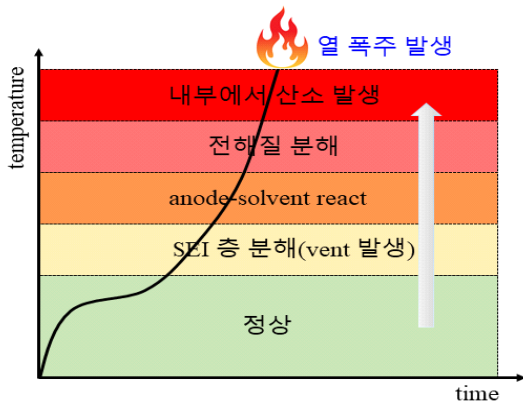 열 폭주 발생
내부에서 산소 발생
전해질 분해
anode-solvent react
SEI 층 분해(vent 발생)
정상
temperature
time